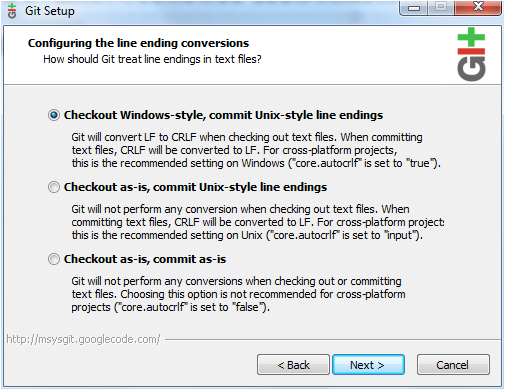 Git Setup
Configuring the line ending conversions
How should Git treat line endings in text files?
Checkout Windows-style, commit Unix-style line endings
Git will convert LF to CRLF when checking out text files. When committing
text files, CRLF will be converted to LF. For cross-platform projects,
this is the recommended setting on Windows ("core.autocrlf" is set to "true").
Checkout as-is, commit Unix-style line endings
Git will not perform any conversion when checking out text files. When
committing text files, CRLF will be converted to LF. For cross-platform projects
this is the recommended setting on Unix ("core.autocrlf" is set to "input").
Checkout as-is, commit as-is
Git will not perform any conversions when checking out or committing
text files. Choosing this option is not recommended for cross-platform
projects ("core.autocrlf" is set to "false").
http://msysgit.googlecode.com/
< Back
Next >
Cancel